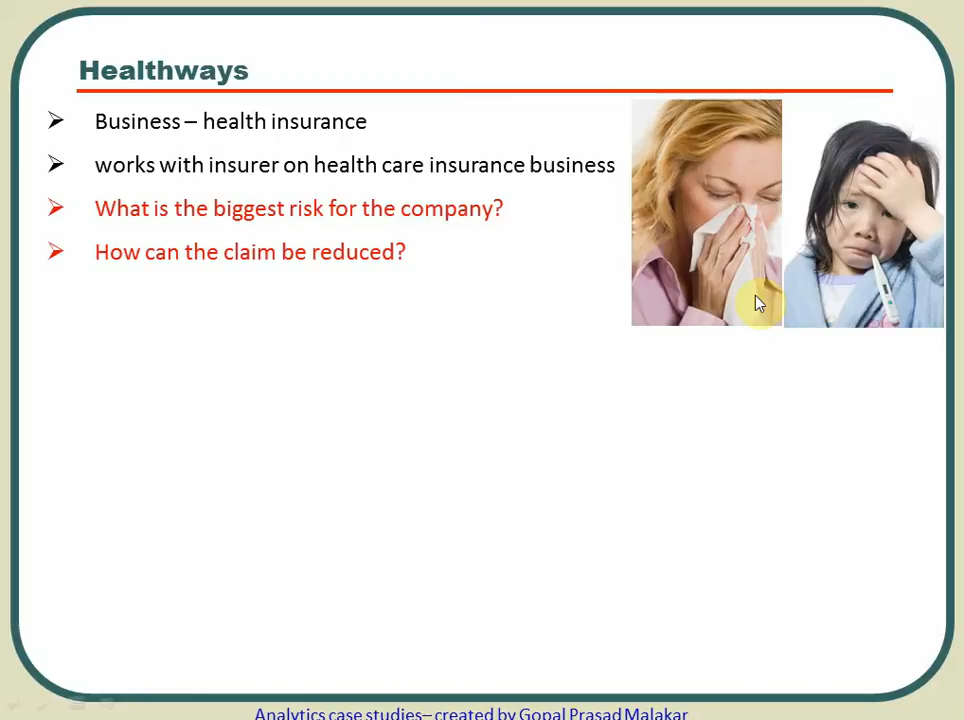 Healthways
Business – health insurance
works with insurer on health care insurance business
What is the biggest risk for the company?
How can the claim be reduced?
Analytics case studies– created by Gopal Prasad Malakar